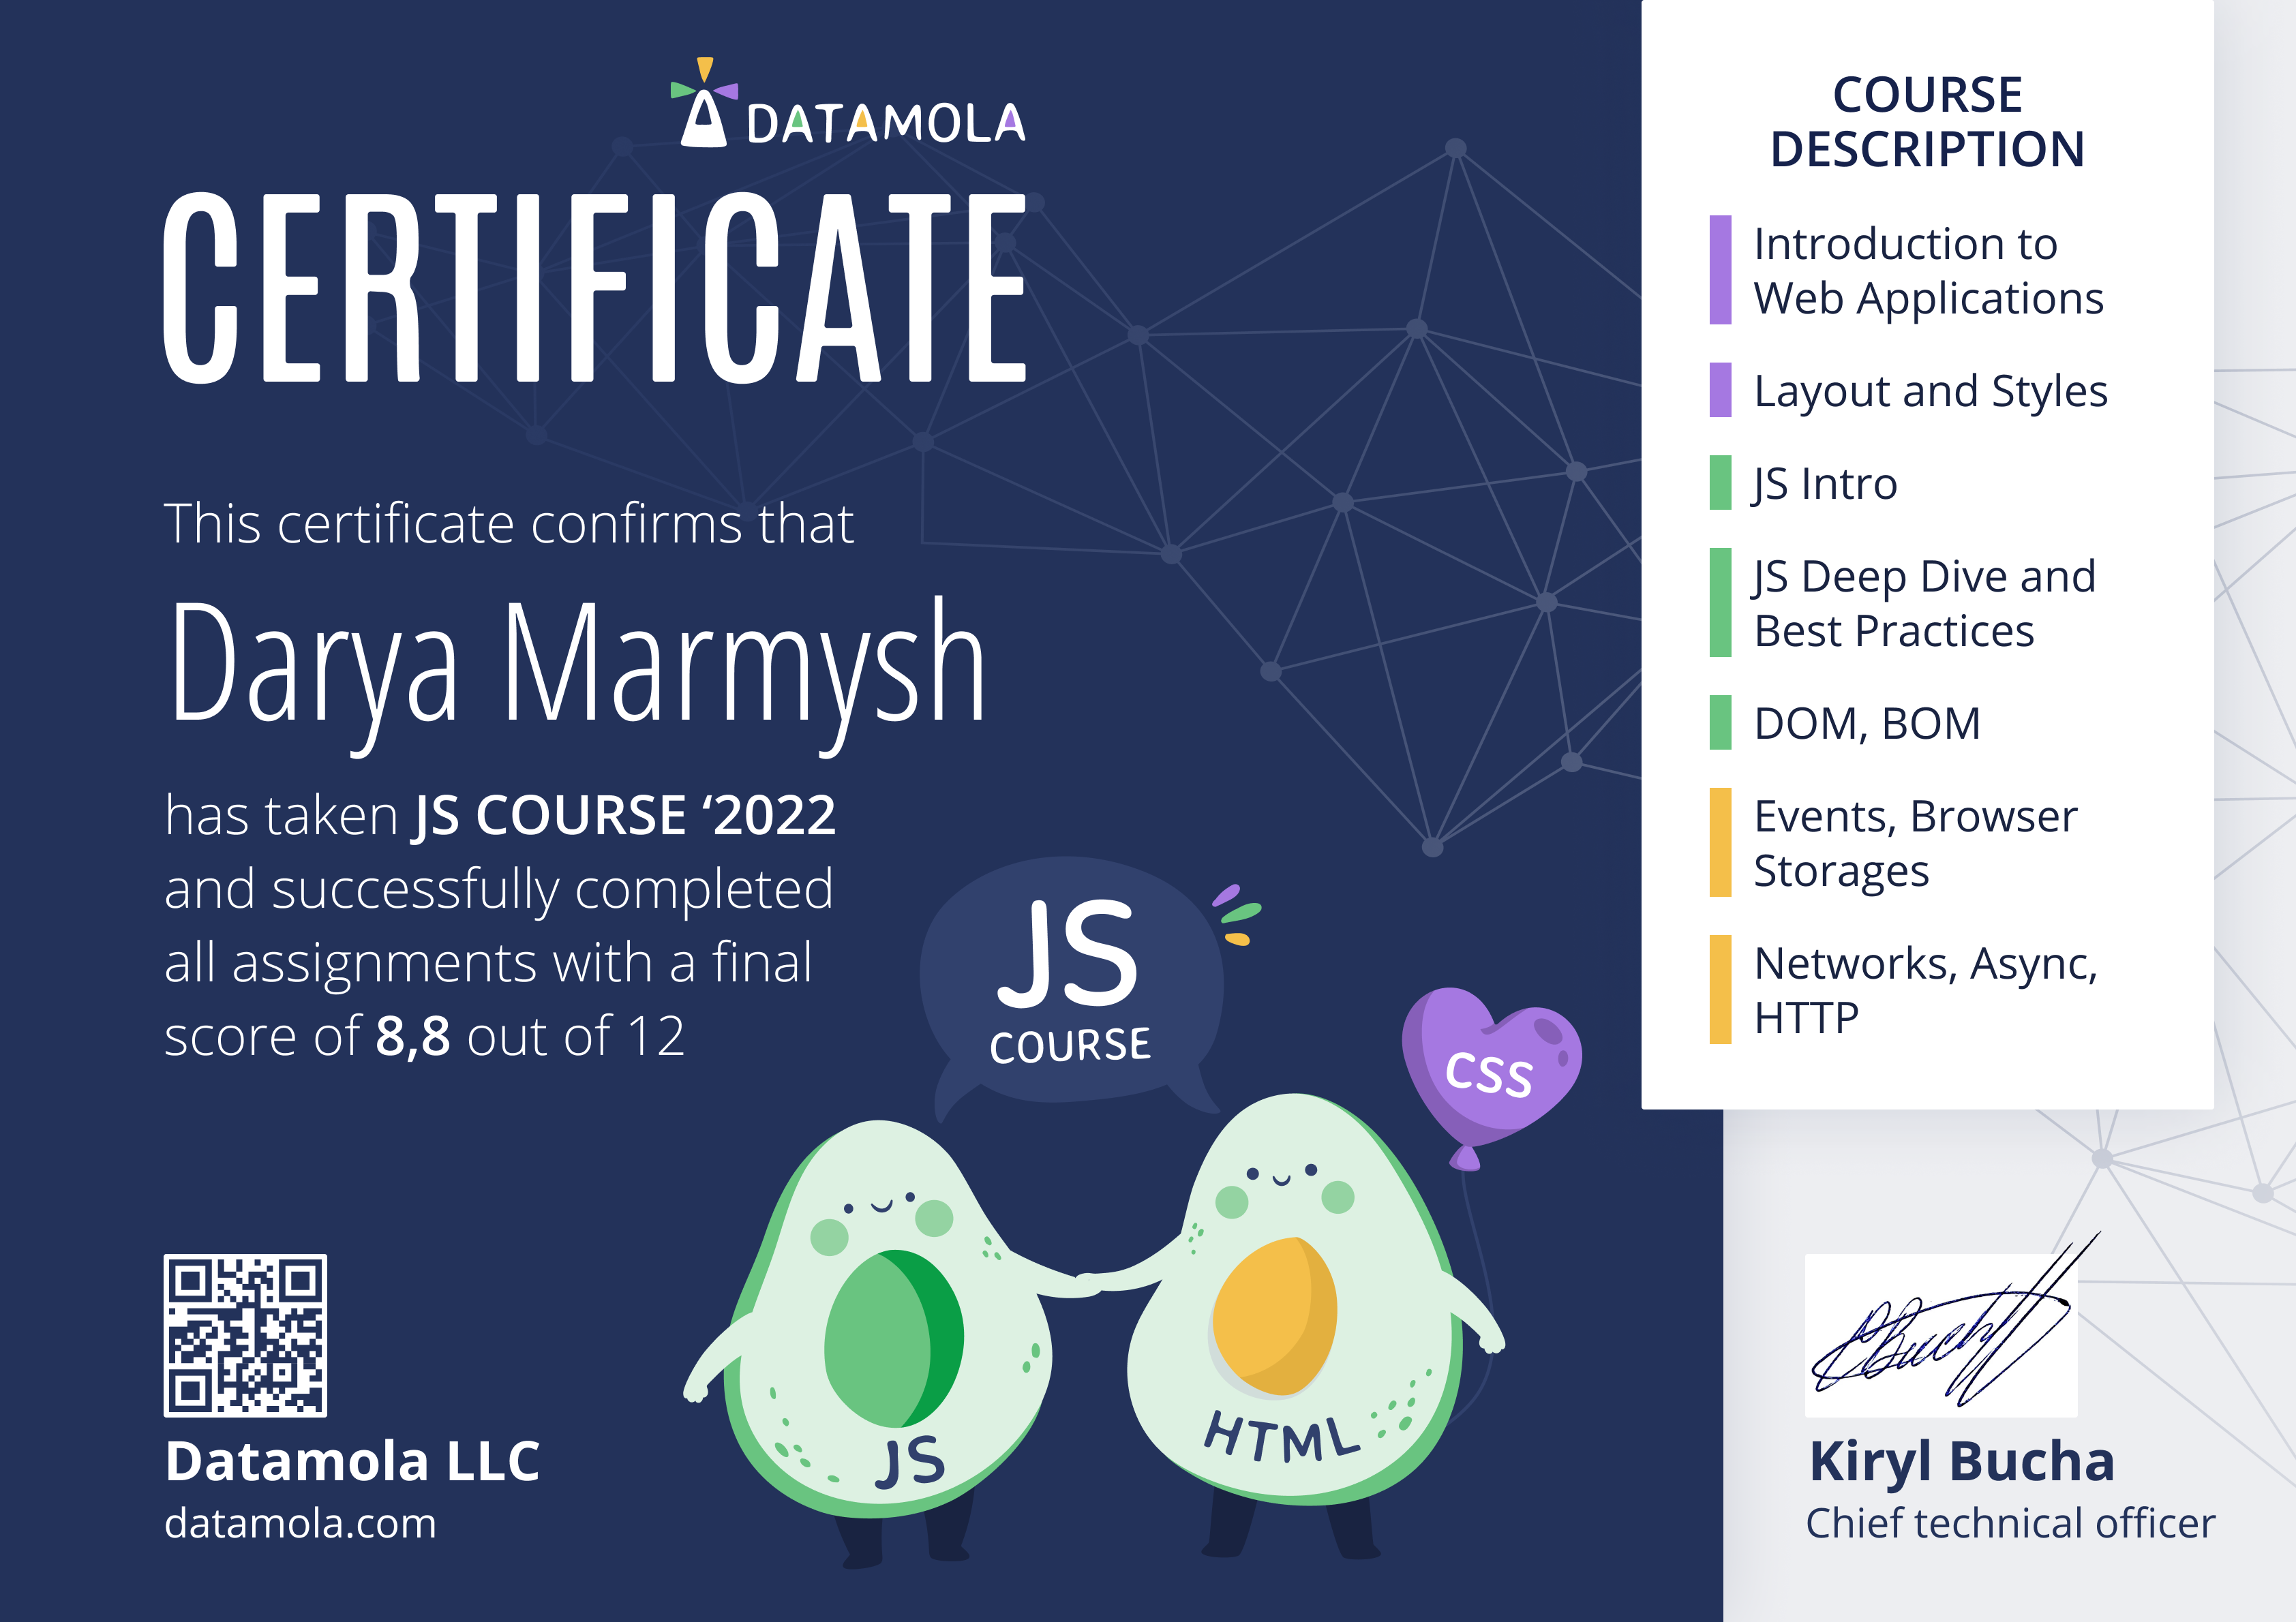 DATAMOLA
CERTIFICATE
This certificate confirms that
Darya Marmysh
has taken JS COURSE ‘2022
and successfully completed
all assignments with a final
score of 8,8 out of 12
JS
COURSE
CSS
JS
HTML
Datamola LLC
datamola.com
COURSE
DESCRIPTION
Introduction to
Web Applications
Layout and Styles
JS Intro
JS Deep Dive and
Best Practices
DOM, BOM
Events, Browser
Storages
Networks, Async,
HTTP
Kiryl Bucha
Chief technical officer